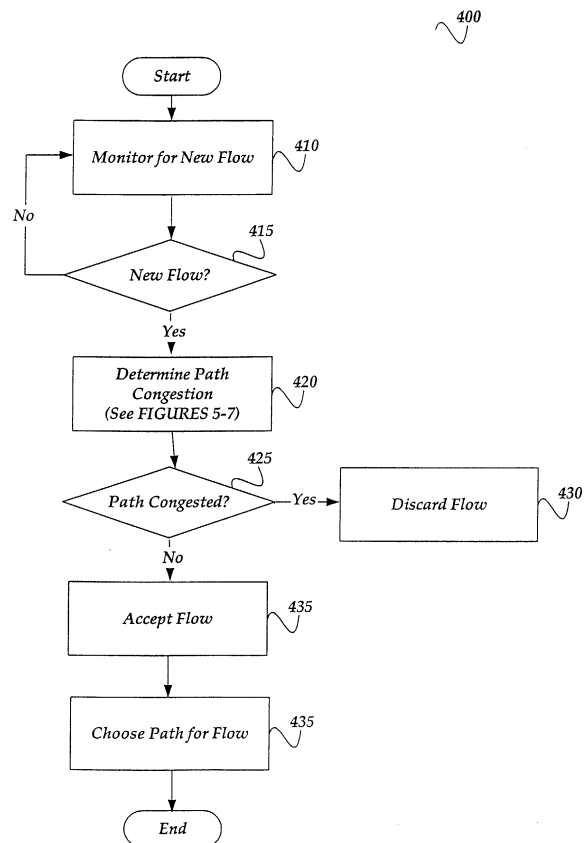 400
Start
Monitor for New Flow
410
No
415
New Flow?
Yes
Determine Path
Congestion
(See FIGURES 5-7)
420
425
Path Congested?
Yes
Discard Flow
430
No
Accept Flow
435
Choose Path for Flow
435
End